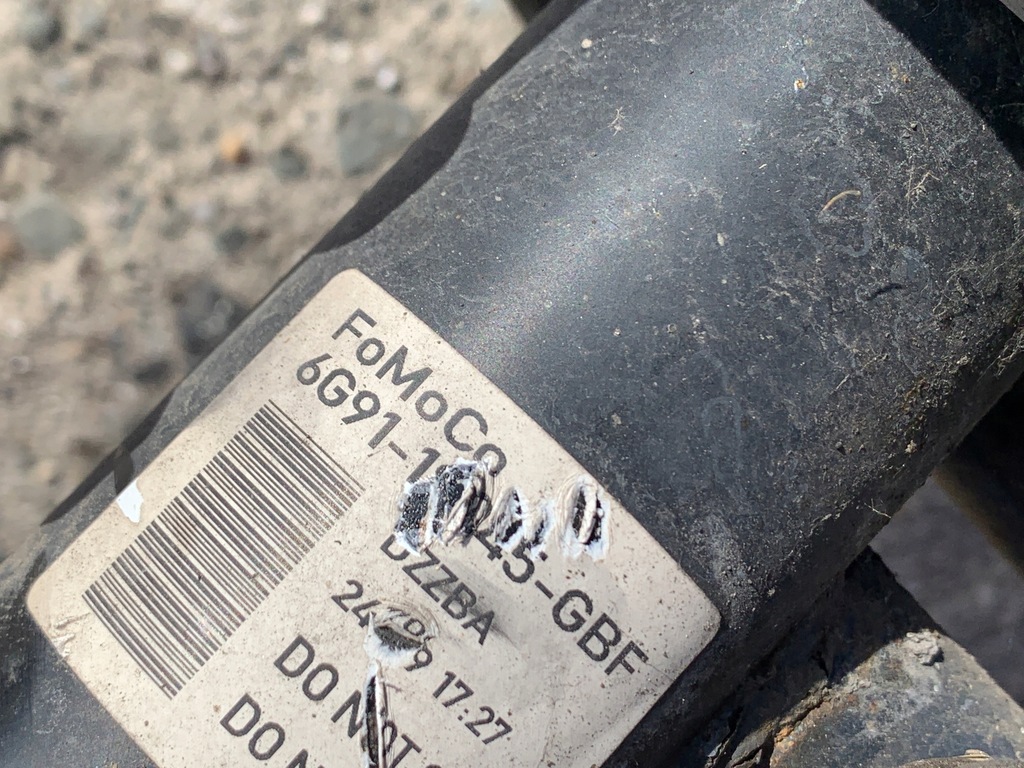 FoMoCo
6G91-1 45-GBF
DZZBA
24 9 17:27
DO NOT
DO N